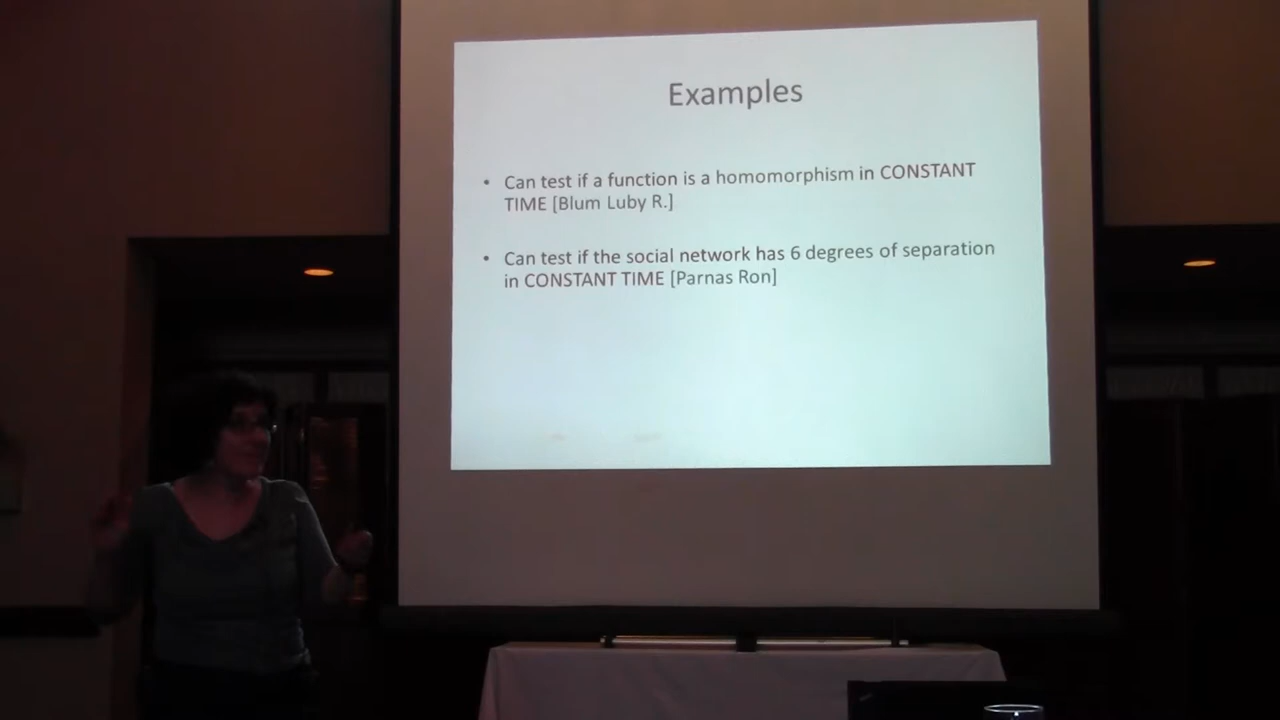 Examples
• Can test if a function is a homomorphism in CONSTANT
TIME [Blum Luby R.]
• Can test if the social network has 6 degrees of separation
in CONSTANT TIME [Parnas Ron]